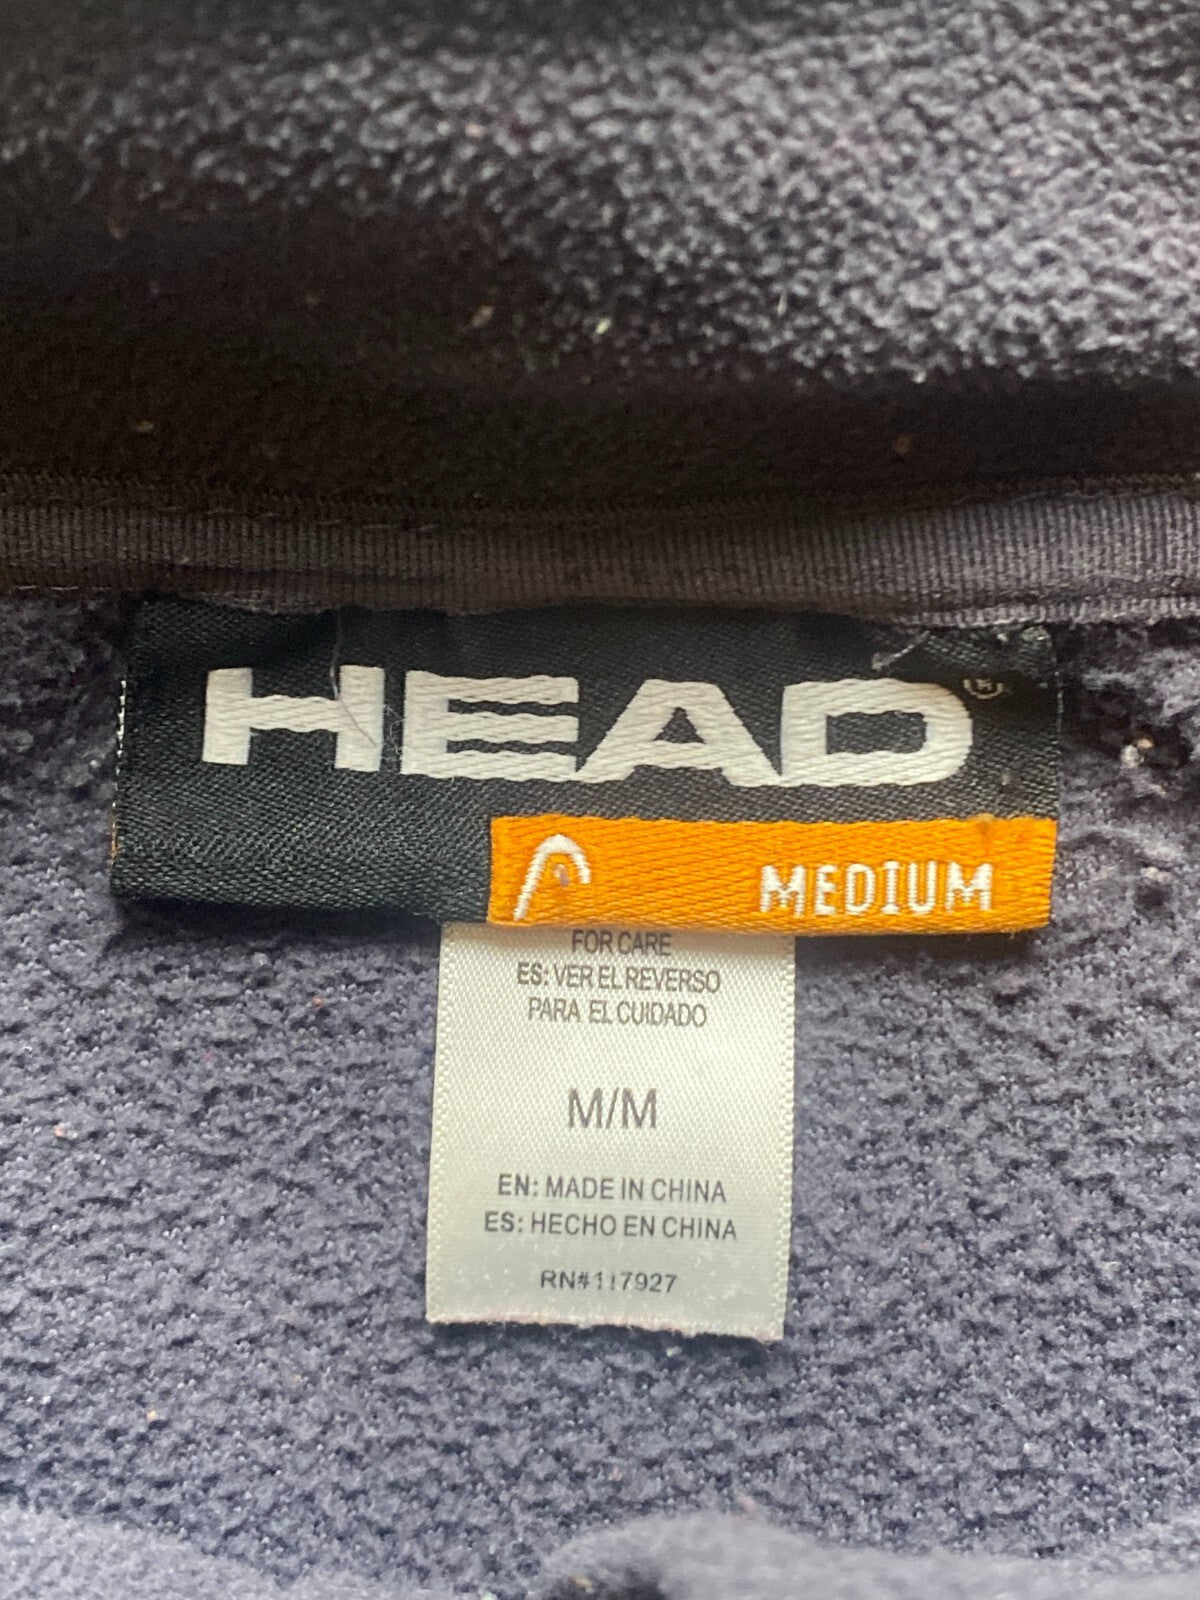 HEAD®
MEDIUM
FOR CARE
ES: VER EL REVERSO
PARA EL CUIDADO
M/M
EN: MADE IN CHINA
ES: HECHO EN CHINA
RN#117927